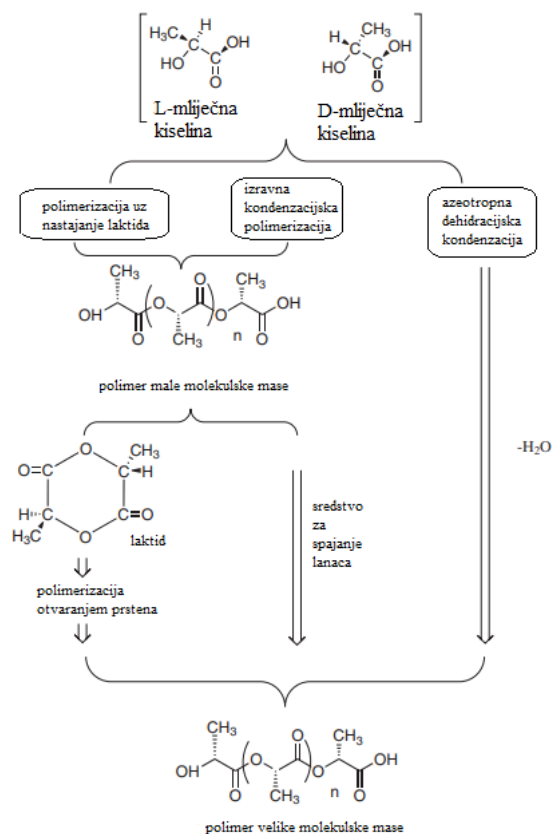 H₃C H
C OH
HO C
O
L-mliječna
kiselina
CH₃
H C OH
HO C
O
D-mliječna
kiselina
polimerizacija uz
nastajanje laktida
izravna
kondenzacijska
polimerizacija
azeotropna
dehidracijska
kondenzacija
CH₃ O CH₃
OH O O OH
O CH₃ n O
polimer male molekulske mase
-H₂O
O CH₃
O C C H
H C C O
H₃C O
laktid
sredstvo
za
spajanje
lanaca
polimerizacija
otvaranjem prstena
CH₃ O CH₃
OH O O OH
O CH₃ n O
polimer velike molekulske mase